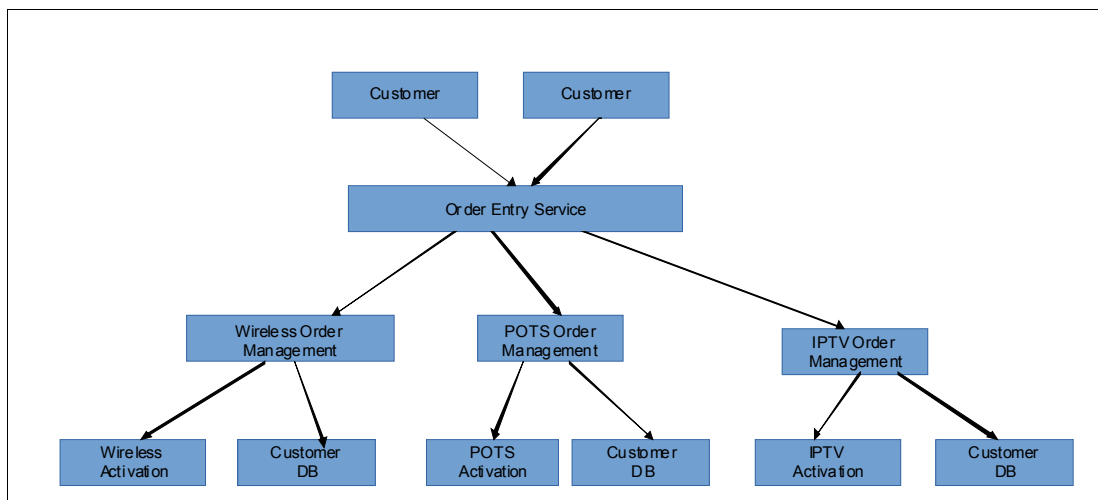 Customer
Customer
Order Entry Service
Wireless Order
Management
POTS Order
Management
IPTV Order
Management
Wireless
Activation
Customer
DB
POTS
Activation
Customer
DB
IPTV
Activation
Customer
DB